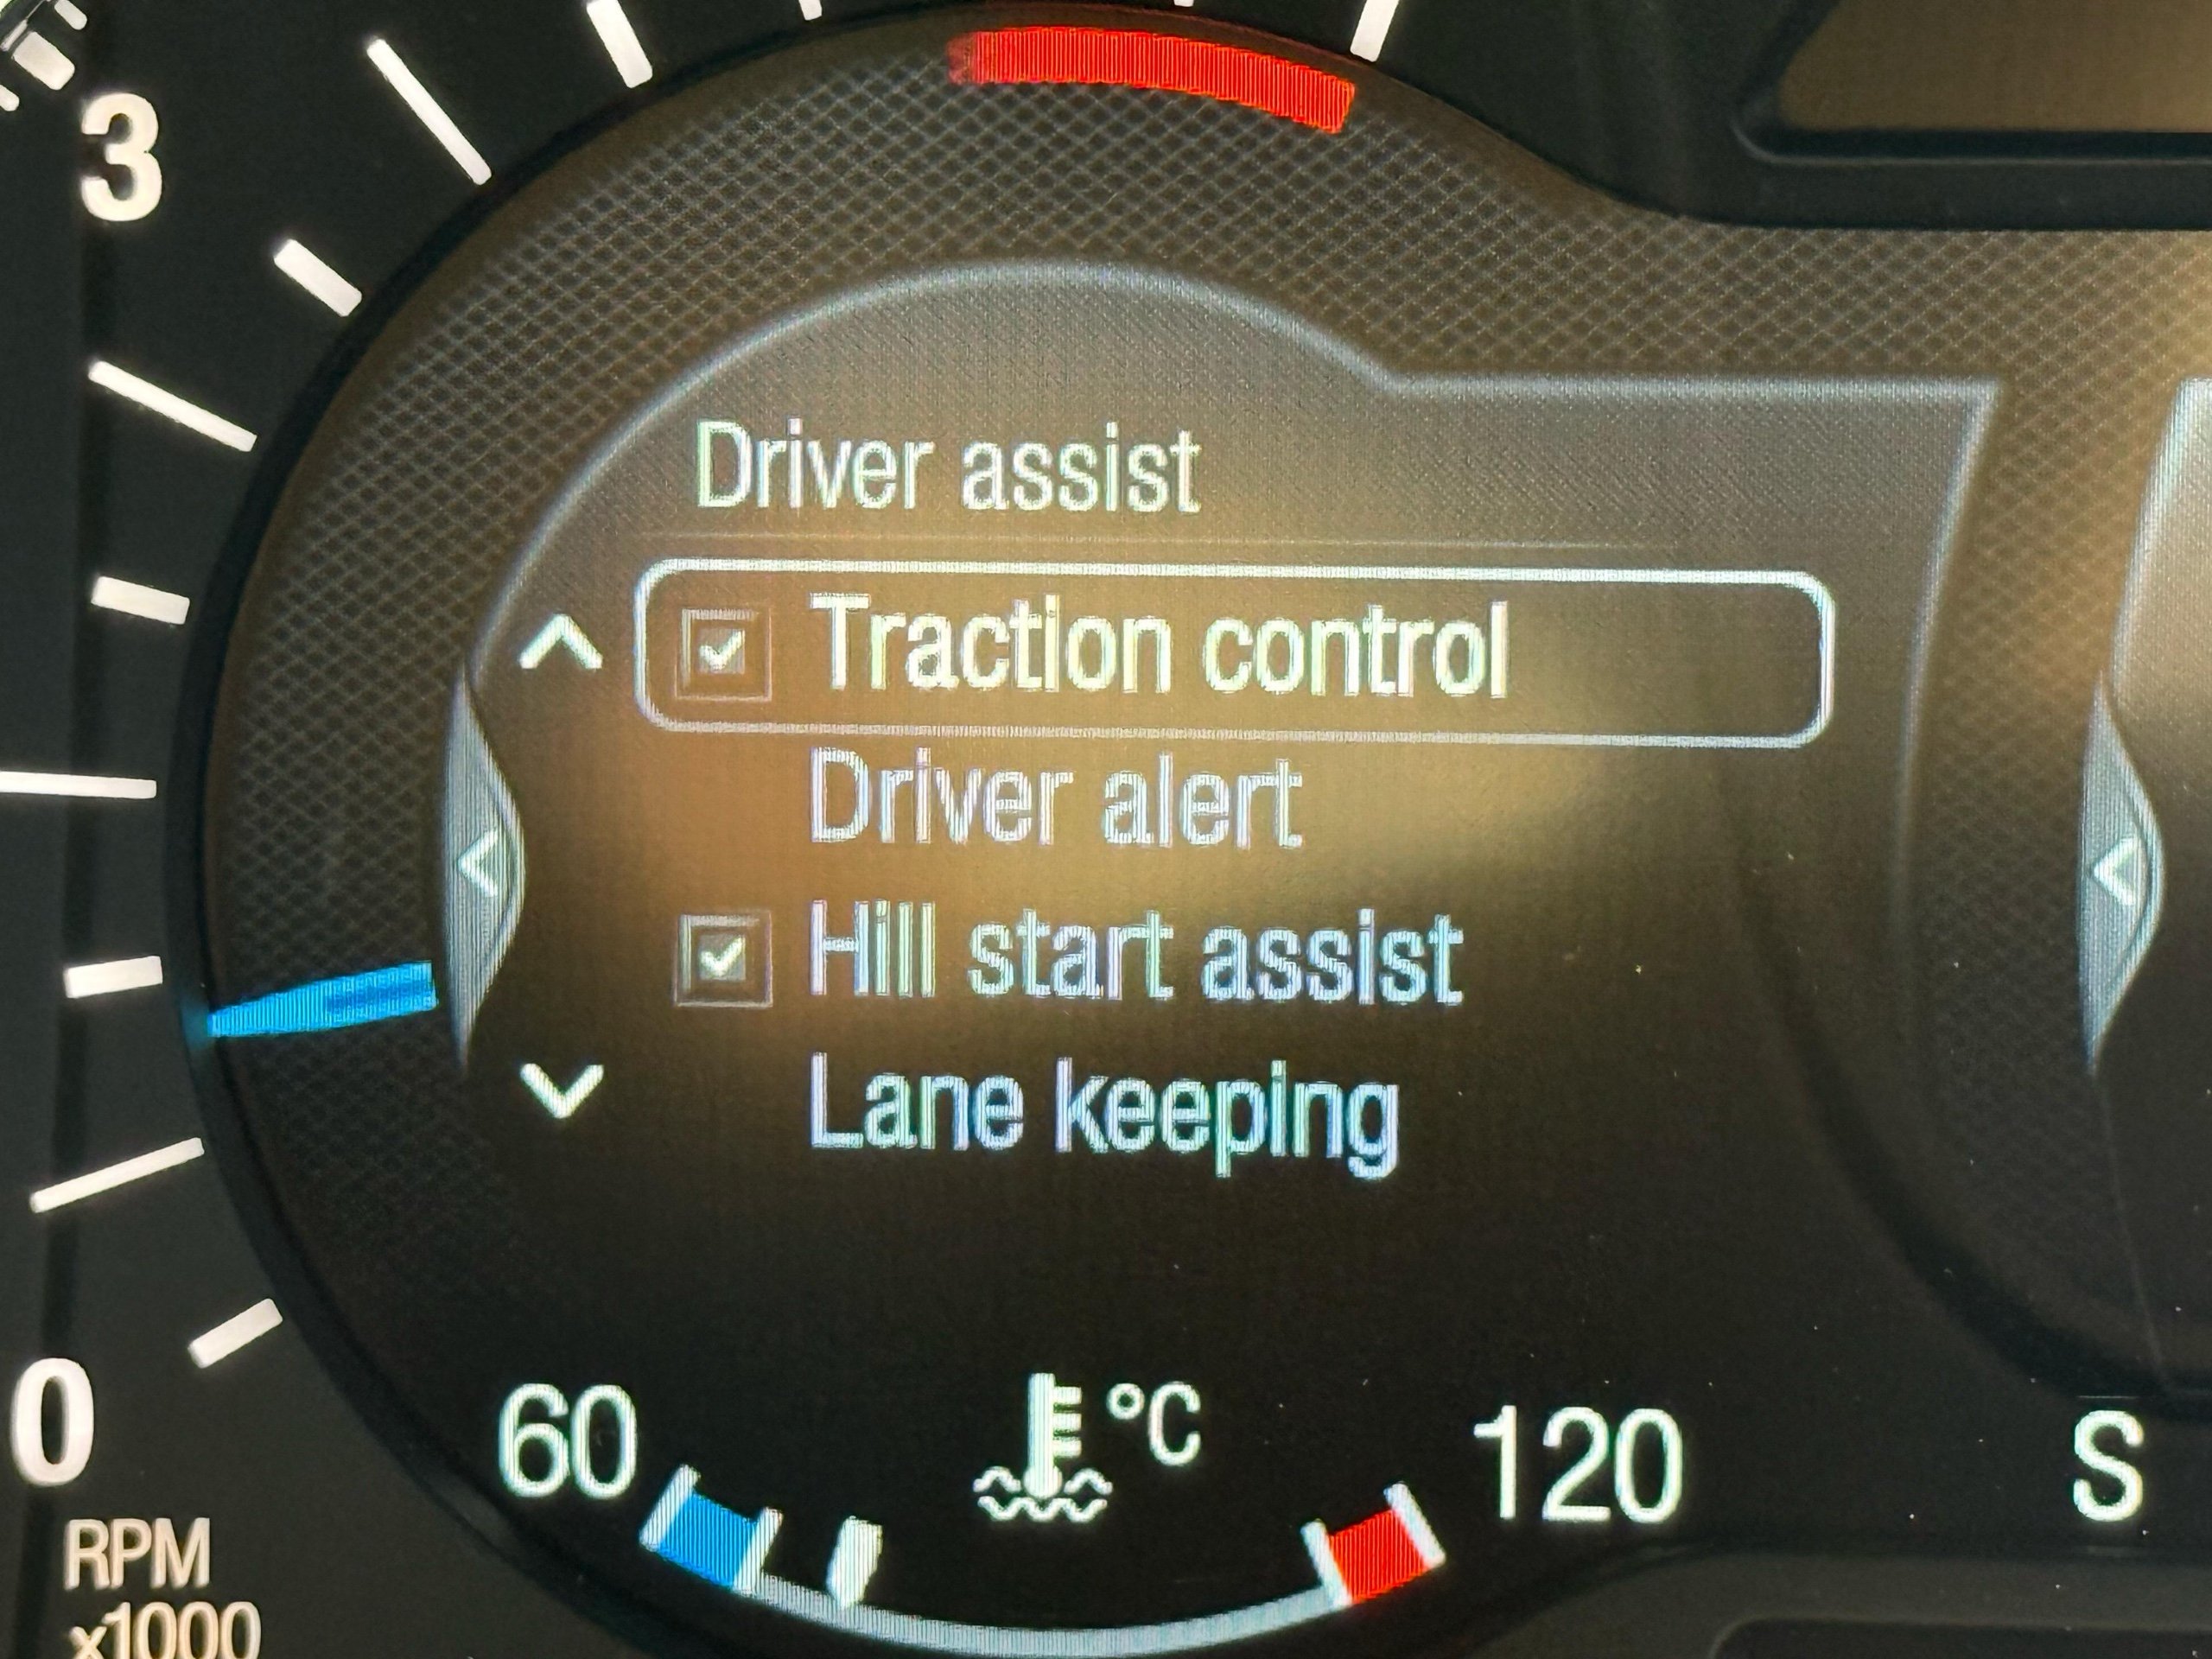 3
Driver assist
Traction control
Driver alert
Hill start assist
Lane keeping
0
60
°C
120
S
RPM
x1000